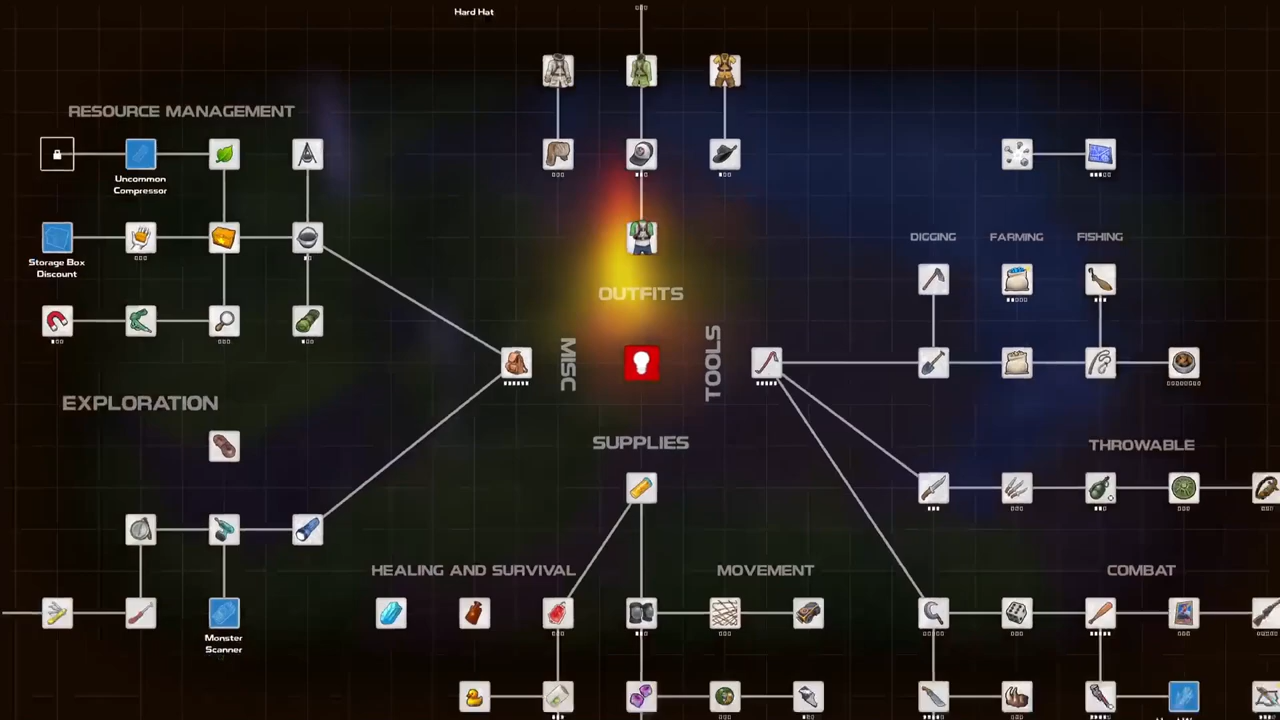 Hard Hat
RESOURCE MANAGEMENT
Uncommon
Compressor
Storage Box
Discount
DIGGING
FARMING
FISHING
OUTFITS
MISC
TOOLS
EXPLORATION
SUPPLIES
THROWABLE
HEALING AND SURVIVAL
MOVEMENT
COMBAT
Monster
Scanner